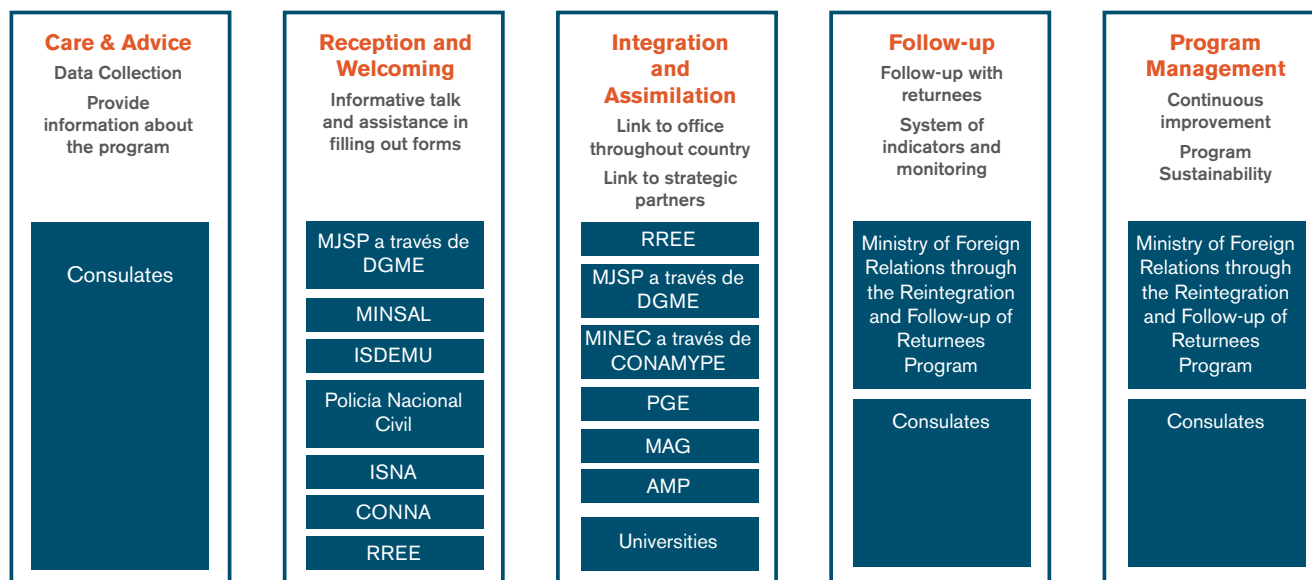 Care & Advice
Data Collection
Provide
information about
the program
Consulates
Reception and
Welcoming
Informative talk
and assistance in
filling out forms
MJSP a través de
DGME
MINSAL
ISDEMU
Policía Nacional
Civil
ISNA
CONNA
RREE
Integration
and
Assimilation
Link to office
throughout country
Link to strategic
partners
RREE
MJSP a través de
DGME
MINEC a través de
CONAMYPE
PGE
MAG
AMP
Universities
Follow-up
Follow-up with
returnees
System of
indicators and
monitoring
Ministry of Foreign
Relations through
the Reintegration
and Follow-up of
Returnees
Program
Consulates
Program
Management
Continuous
improvement
Program
Sustainability
Ministry of Foreign
Relations through
the Reintegration
and Follow-up of
Returnees
Program
Consulates